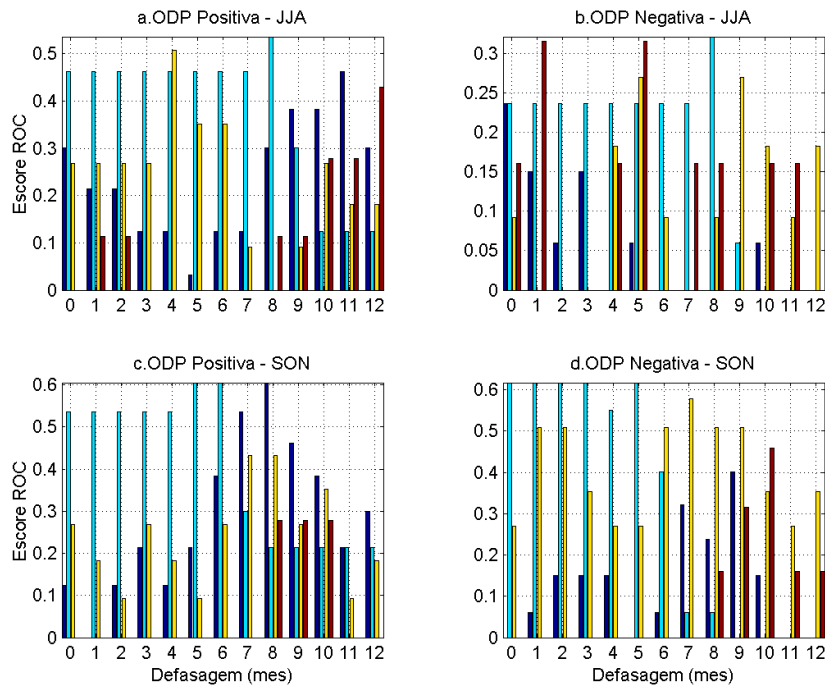 a.ODP Positiva - JJA
b.ODP Negativa - JJA
Escore ROC
0.5
0.4
0.3
0.2
0.1
0
0 1 2 3 4 5 6 7 8 9 10 11 12
0.3
0.25
0.2
0.15
0.1
0.05
0
0 1 2 3 4 5 6 7 8 9 10 11 12
c.ODP Positiva - SON
d.ODP Negativa - SON
Escore ROC
0.6
0.5
0.4
0.3
0.2
0.1
0
0 1 2 3 4 5 6 7 8 9 10 11 12
Defasagem (mes)
0.6
0.5
0.4
0.3
0.2
0.1
0
0 1 2 3 4 5 6 7 8 9 10 11 12
Defasagem (mes)